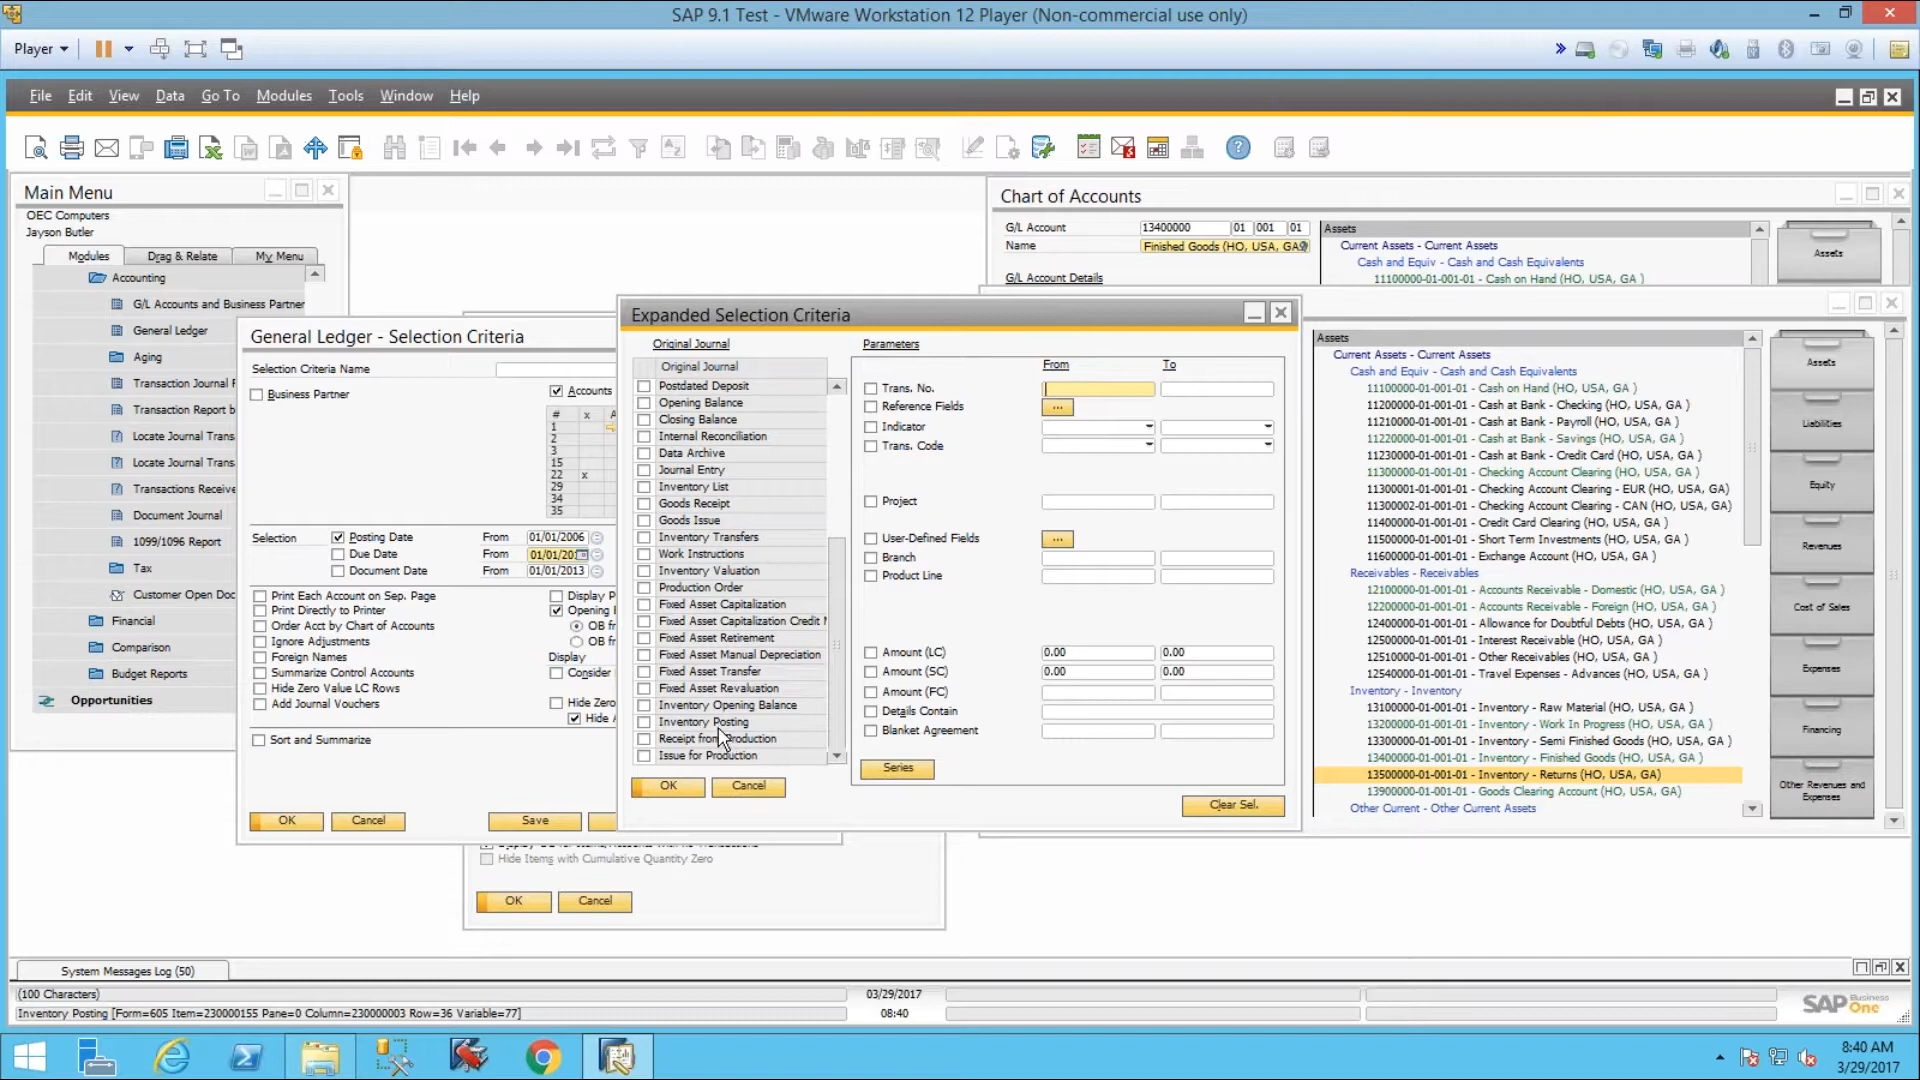 SAP 9.1 Test - VMware Workstation 12 Player (Non-commercial use only)
Player
File Edit View Data Go To Modules Tools Window Help
Main Menu
OEC Computers
Jayson Butler
Modules Drag & Relate My Menu
Accounting
G/L Accounts and Business Partner
General Ledger
Aging
Transaction Journal
Transaction Report b
Locate Journal Trans
Locate Journal Trans
Transactions Receive
Document Journal
1099/1096 Report
Tax
Customer Open Doc
Financial
Comparison
Budget Reports
Opportunities
General Ledger - Selection Criteria
Selection Criteria Name
Business Partner
Accounts
# x A
1
2
3
15
22 x
29
34
35
Selection
Posting Date From 01/01/2006
Due Date From 01/01/20
Document Date From 01/01/2013
Print Each Account on Sep. Page
Print Directly to Printer
Order Acct by Chart of Accounts
Ignore Adjustments
Foreign Names
Summarize Control Accounts
Hide Zero Value LC Rows
Add Journal Vouchers
Sort and Summarize
Display P
Opening
OB fr
OB fr
Display
Consider
Hide Zero
Hide
OK Cancel Save
Hide Items with Cumulative Quantity Zero
OK Cancel
Expanded Selection Criteria
Original Journal
Original Journal
Postdated Deposit
Opening Balance
Closing Balance
Internal Reconciliation
Data Archive
Journal Entry
Inventory List
Goods Receipt
Goods Issue
Inventory Transfers
Work Instructions
Inventory Valuation
Production Order
Fixed Asset Capitalization
Fixed Asset Capitalization Credit
Fixed Asset Retirement
Fixed Asset Manual Depreciation
Fixed Asset Transfer
Fixed Asset Revaluation
Inventory Opening Balance
Inventory Posting
Receipt from Production
Issue for Production
OK Cancel
Parameters
From To
Trans. No.
Reference Fields ...
Indicator
Trans. Code
Project
User-Defined Fields ...
Branch
Product Line
Amount (LC) 0.00 0.00
Amount (SC) 0.00 0.00
Amount (FC)
Details Contain
Blanket Agreement
Series
Clear Sel.
Chart of Accounts
G/L Account 13400000 01 001 01
Name Finished Goods (HO, USA, GA
G/L Account Details
Assets
Current Assets - Current Assets
Cash and Equiv - Cash and Cash Equivalents
11100000-01-001-01 - Cash on Hand (HO, USA, GA )
Assets
Assets
Current Assets - Current Assets
Cash and Equiv - Cash and Cash Equivalents
11100000-01-001-01 - Cash on Hand (HO, USA, GA )
11200000-01-001-01 - Cash at Bank - Checking (HO, USA, GA )
11210000-01-001-01 - Cash at Bank - Payroll (HO, USA, GA )
11220000-01-001-01 - Cash at Bank - Savings (HO, USA, GA )
11230000-01-001-01 - Cash at Bank - Credit Card (HO, USA, GA )
11300000-01-001-01 - Checking Account Clearing (HO, USA, GA )
11300001-01-001-01 - Checking Account Clearing - EUR (HO, USA, GA)
11300002-01-001-01 - Checking Account Clearing - CAN (HO, USA, GA )
11400000-01-001-01 - Credit Card Clearing (HO, USA, GA )
11500000-01-001-01 - Short Term Investments (HO, USA, GA )
11600000-01-001-01 - Exchange Account (HO, USA, GA )
Receivables - Receivables
12100000-01-001-01 - Accounts Receivable - Domestic (HO, USA, GA )
12200000-01-001-01 - Accounts Receivable - Foreign (HO, USA, GA )
12400000-01-001-01 - Allowance for Doubtful Debts (HO, USA, GA )
12500000-01-001-01 - Interest Receivable (HO, USA, GA )
12510000-01-001-01 - Other Receivables (HO, USA, GA )
12540000-01-001-01 - Travel Expenses - Advances (HO, USA, GA )
Inventory - Inventory
13100000-01-001-01 - Inventory - Raw Material (HO, USA, GA )
13200000-01-001-01 - Inventory - Work In Progress (HO, USA, GA )
13300000-01-001-01 - Inventory - Semi Finished Goods (HO, USA, GA )
13400000-01-001-01 - Inventory - Finished Goods (HO, USA, GA )
13500000-01-001-01 - Inventory - Returns (HO, USA, GA)
13900000-01-001-01 - Goods Clearing Account (HO, USA, GA)
Other Current - Other Current Assets
Assets
Liabilities
Equity
Revenues
Cost of Sales
Expenses
Financing
Other Revenues and
Expenses
System Messages Log (50)
(100 Characters) 03/29/2017
Inventory Posting [Form=605 Item=230000155 Pane=0 Column=230000003 Row=36 Variable=77] 08:40
SAP Business One
8:40 AM
3/29/2017